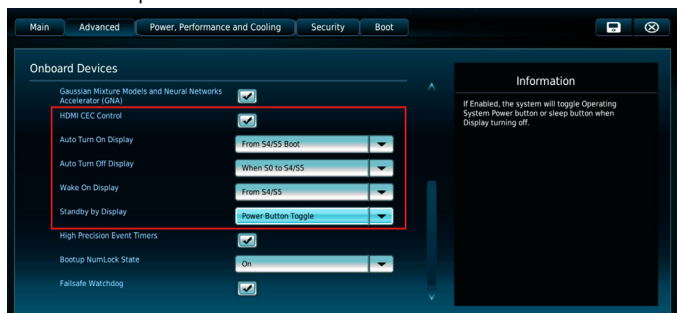 Main Advanced Power, Performance and Cooling Security Boot
Onboard Devices
Gaussian Mixture Models and Neural Networks
Accelerator (GNA)
HDMI CEC Control
Auto Turn On Display From S4/S5 Boot
Auto Turn Off Display When S0 to S4/S5
Wake On Display From S4/S5
Standby by Display Power Button Toggle
High Precision Event Timers
Bootup NumLock State On
Failsafe Watchdog
Information
If Enabled, the system will toggle Operating
System Power button or sleep button when
Display turning off.